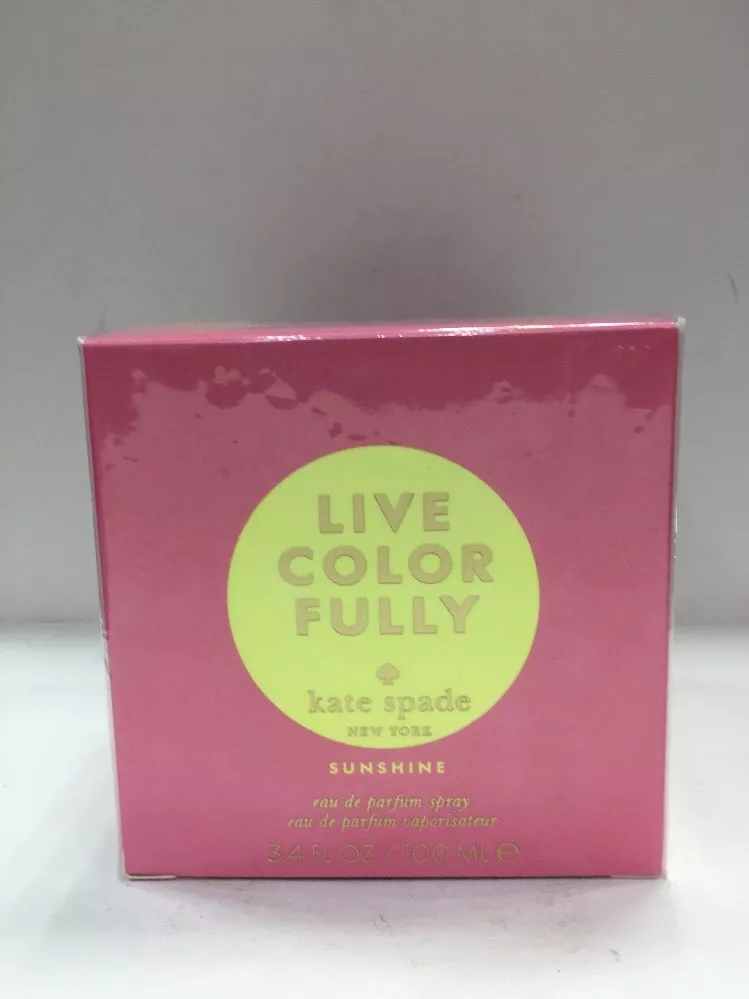 LIVE
COLOR
FULLY
kate spade
NEW YORK
SUNSHINE
eau de parfum spray
eau de parfum vaporisateur
3.4 FL OZ / 100 ML ℮